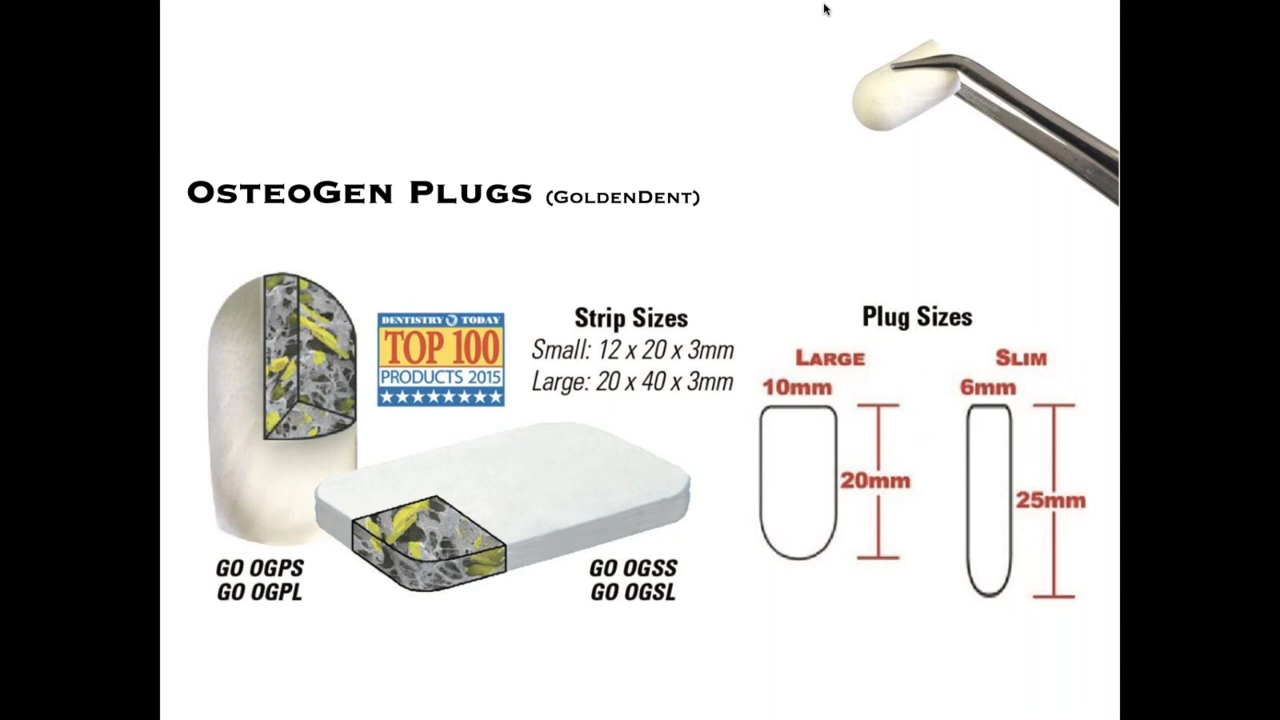 OsteoGen Plugs (GoldenDent)
DENTISTRY TODAY
TOP 100
PRODUCTS 2015
Strip Sizes
Small: 12 x 20 x 3mm
Large: 20 x 40 x 3mm
Plug Sizes
LARGE
10mm
20mm
SLIM
6mm
25mm
GO OGPS
GO OGPL
GO OGSS
GO OGSL